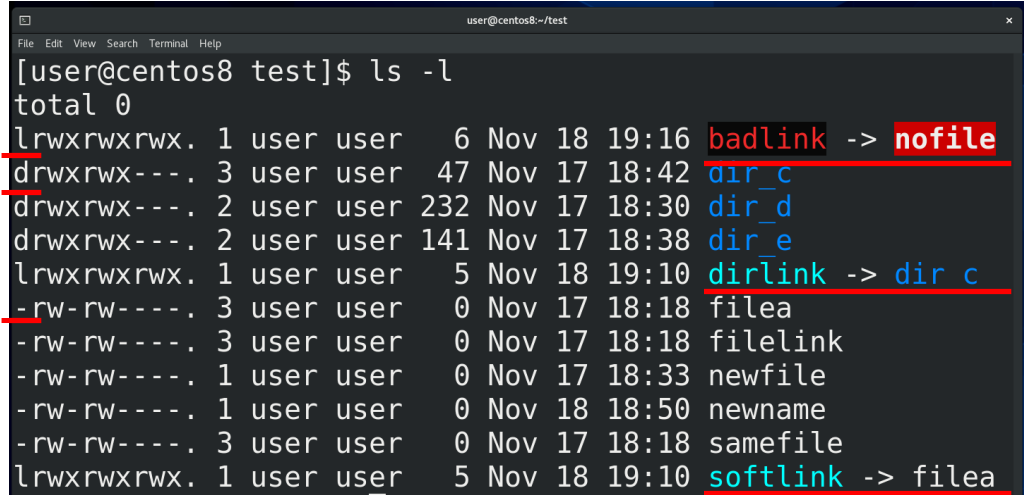 user@centos8:~/test
File Edit View Search Terminal Help
[user@centos8 test]$ ls -l
total 0
lrwxrwxrwx. 1 user user   6 Nov 18 19:16 badlink -> nofile
drwxrwx---. 3 user user  47 Nov 17 18:42 dir_c
drwxrwx---. 2 user user 232 Nov 17 18:30 dir_d
drwxrwx---. 2 user user 141 Nov 17 18:38 dir_e
lrwxrwxrwx. 1 user user   5 Nov 18 19:10 dirlink -> dir_c
-rw-rw----. 3 user user   0 Nov 17 18:18 filea
-rw-rw----. 3 user user   0 Nov 17 18:18 filelink
-rw-rw----. 1 user user   0 Nov 17 18:33 newfile
-rw-rw----. 1 user user   0 Nov 18 18:50 newname
-rw-rw----. 3 user user   0 Nov 17 18:18 samefile
lrwxrwxrwx. 1 user user   5 Nov 18 19:10 softlink -> filea